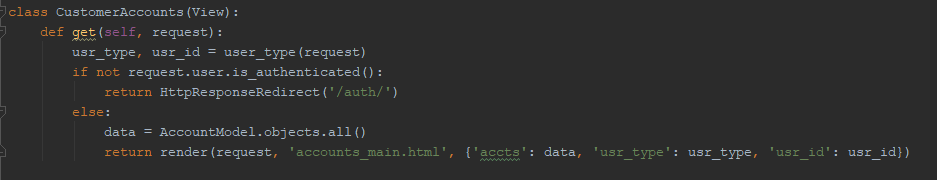 class CustomerAccounts(View):
    def get(self, request):
        usr_type, usr_id = user_type(request)
        if not request.user.is_authenticated():
            return HttpResponseRedirect('/auth/')
        else:
            data = AccountModel.objects.all()
            return render(request, 'accounts_main.html', {'accts': data, 'usr_type': usr_type, 'usr_id': usr_id})